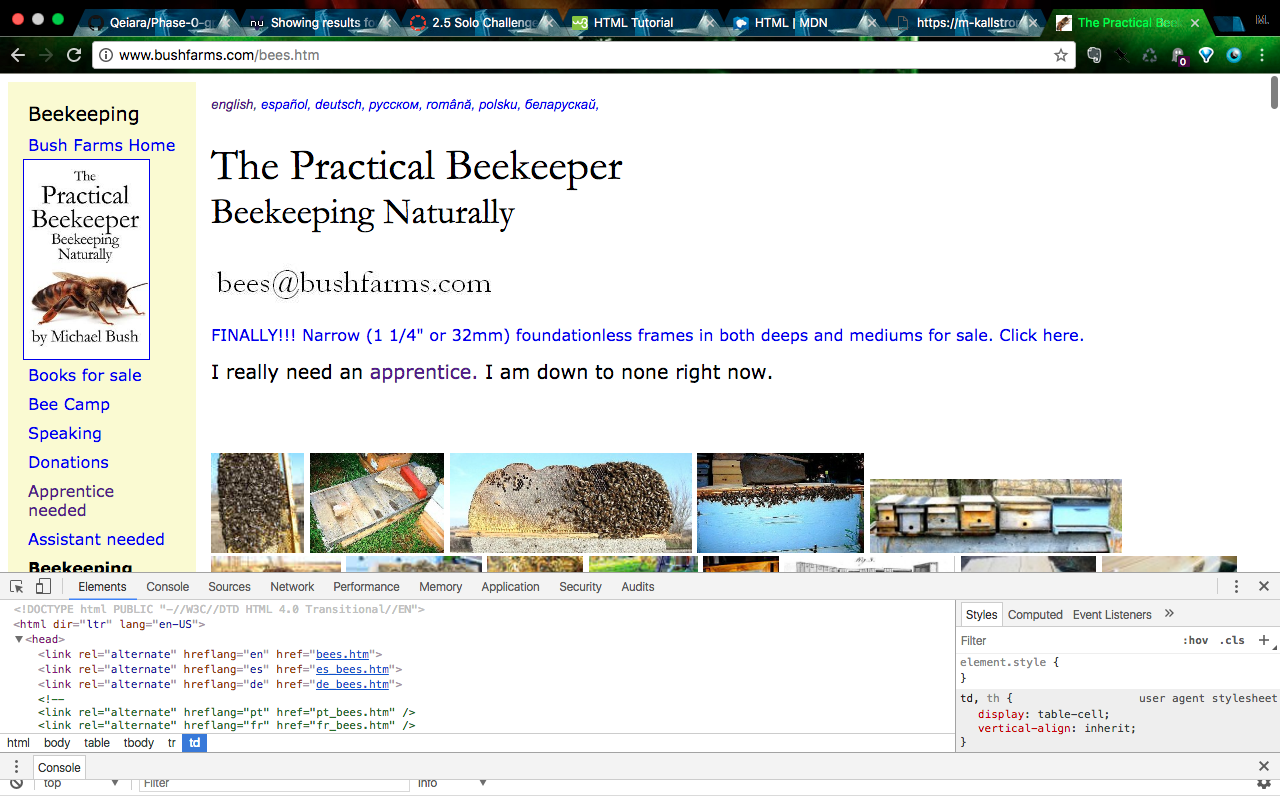 Qeiara/Phase-0-g
Showing results fo
2.5 Solo Challenge
HTML Tutorial
HTML | MDN
https://m-kallstrom
The Practical Bee
www.bushfarms.com/bees.htm
0
Beekeeping
Bush Farms Home
The
Practical
Beekeeper
Beekeeping
Naturally
by Michael Bush
Books for sale
Bee Camp
Speaking
Donations
Apprentice
needed
Assistant needed
Beekeeping
english, español, deutsch, русском, română, polsku, беларускай,
The Practical Beekeeper
Beekeeping Naturally
bees@bushfarms.com
FINALLY!!! Narrow (1 1/4" or 32mm) foundationless frames in both deeps and mediums for sale. Click here.
I really need an apprentice. I am down to none right now.
Elements Console Sources Network Performance Memory Application Security Audits
<!DOCTYPE html PUBLIC "-//W3C//DTD HTML 4.0 Transitional//EN">
<html dir="ltr" lang="en-US">
<head>
<link rel="alternate" hreflang="en" href="bees.htm">
<link rel="alternate" hreflang="es" href="es_bees.htm">
<link rel="alternate" hreflang="de" href="de_bees.htm">
<!--
<link rel="alternate" hreflang="pt" href="pt_bees.htm" />
<link rel="alternate" hreflang="fr" href="fr_bees.htm" />
html body table tbody tr td
Styles Computed Event Listeners »
Filter :hov .cls +
element.style {
}
td, th { user agent stylesheet
display: table-cell;
vertical-align: inherit;
}
Console
top Filter Info